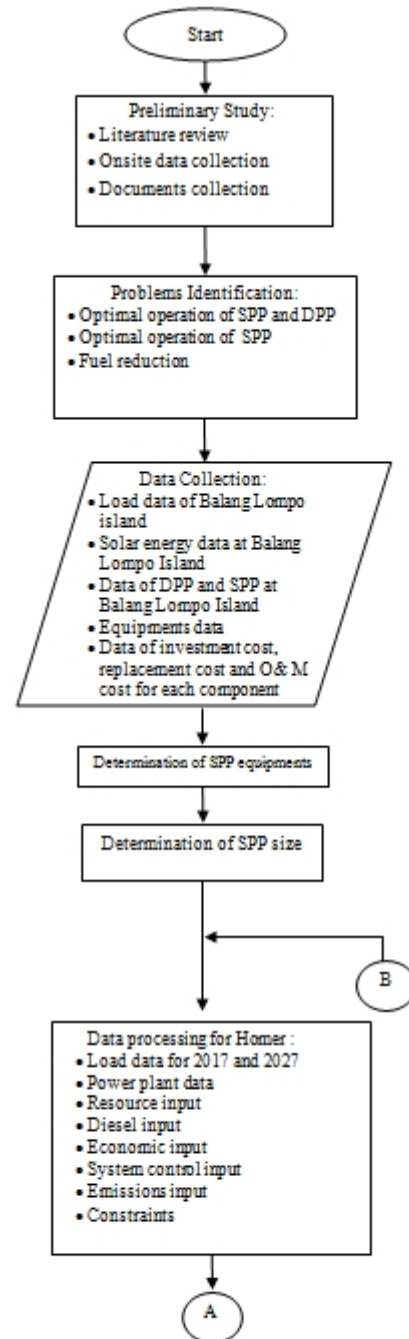 Start
Preliminary Study:
• Literature review
• Onsite data collection
• Documents collection
Problems Identification:
• Optimal operation of SPP and DPP
• Optimal operation of SPP
• Fuel reduction
Data Collection:
• Load data of Balang Lompo
island
• Solar energy data at Balang
Lompo Island
• Data of DPP and SPP at
Balang Lompo Island
• Equipments data
• Data of investment cost,
replacement cost and O& M
cost for each component
Determination of SPP equipments
Determination of SPP size
B
Data processing for Homer :
• Load data for 2017 and 2027
• Power plant data
• Resource input
• Diesel input
• Economic input
• System control input
• Emissions input
• Constraints
A